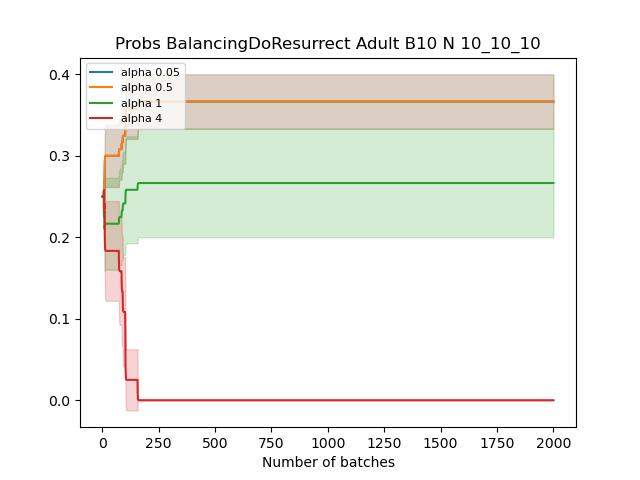 Probs BalancingDoResurrect Adult B10 N 10_10_10
alpha 0.05
alpha 0.5
alpha 1
alpha 4
0.4
0.3
0.2
0.1
0.0
0 250 500 750 1000 1250 1500 1750 2000
Number of batches